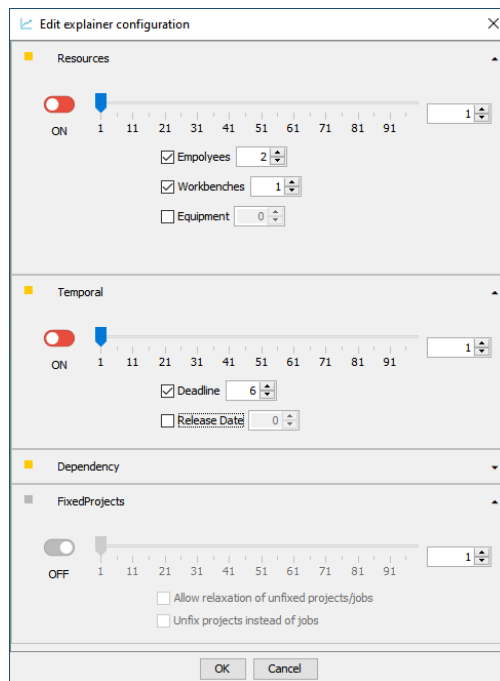 Edit explainer configuration
Resources
1
ON
1 11 21 31 41 51 61 71 81 91
Empolyees 2
Workbenches 1
Equipment 0
Temporal
1
ON
1 11 21 31 41 51 61 71 81 91
Deadline 6
Release Date 0
Dependency
FixedProjects
1
OFF
1 11 21 31 41 51 61 71 81 91
Allow relaxation of unfixed projects/jobs
Unfix projects instead of jobs
OK Cancel